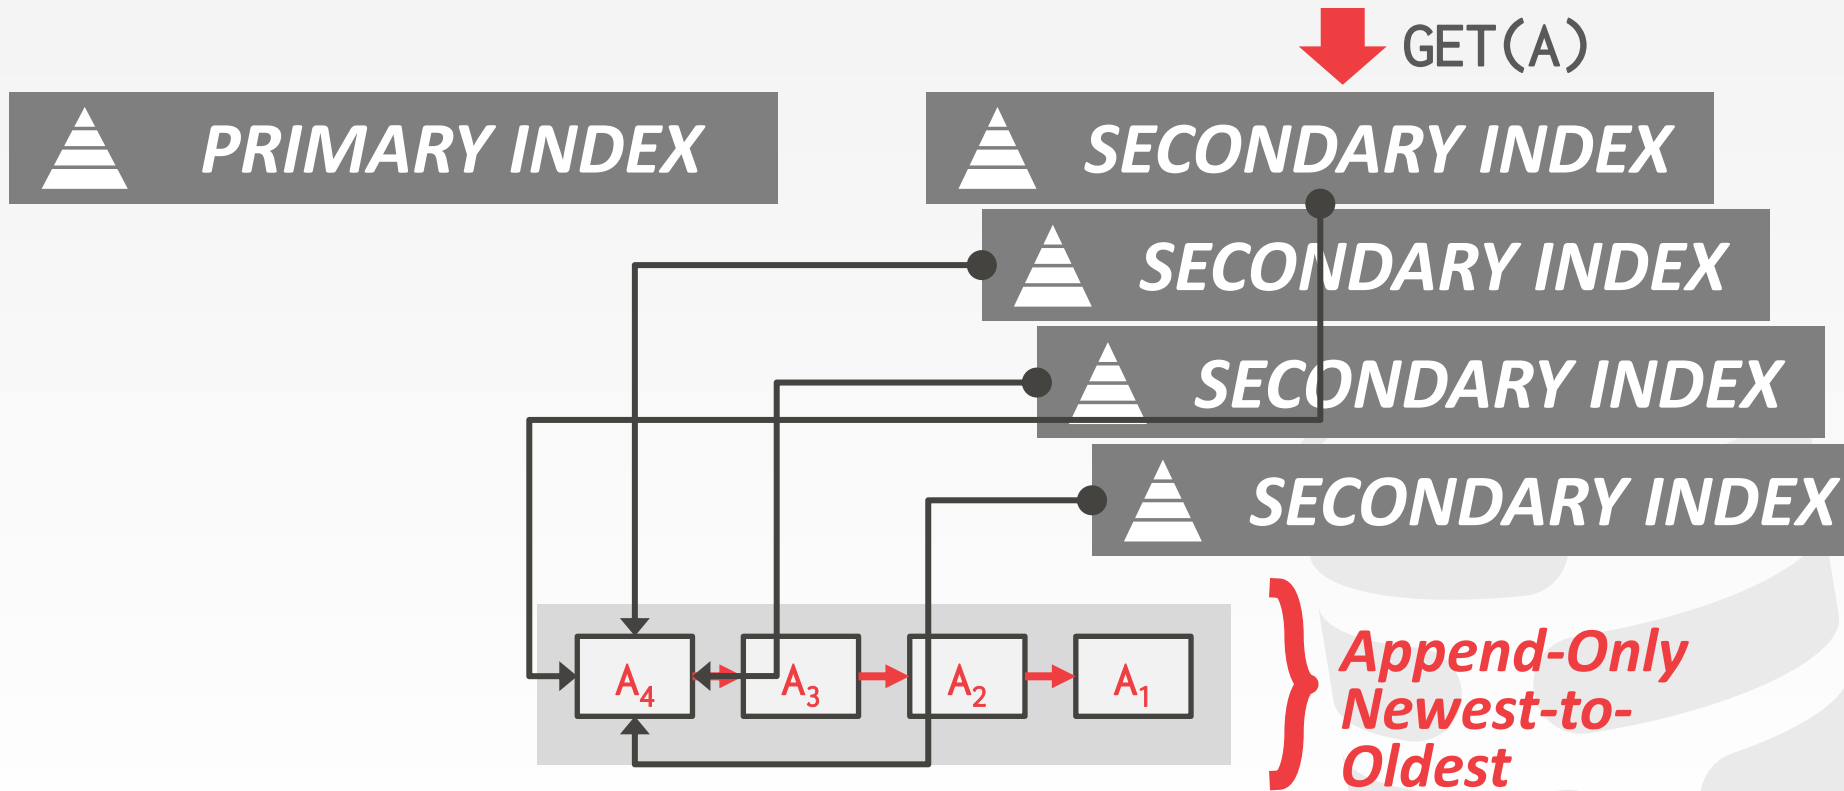 GET(A)
PRIMARY INDEX
SECONDARY INDEX
SECONDARY INDEX
SECONDARY INDEX
SECONDARY INDEX
A4
A3
A2
A1
Append-Only
Newest-to-
Oldest